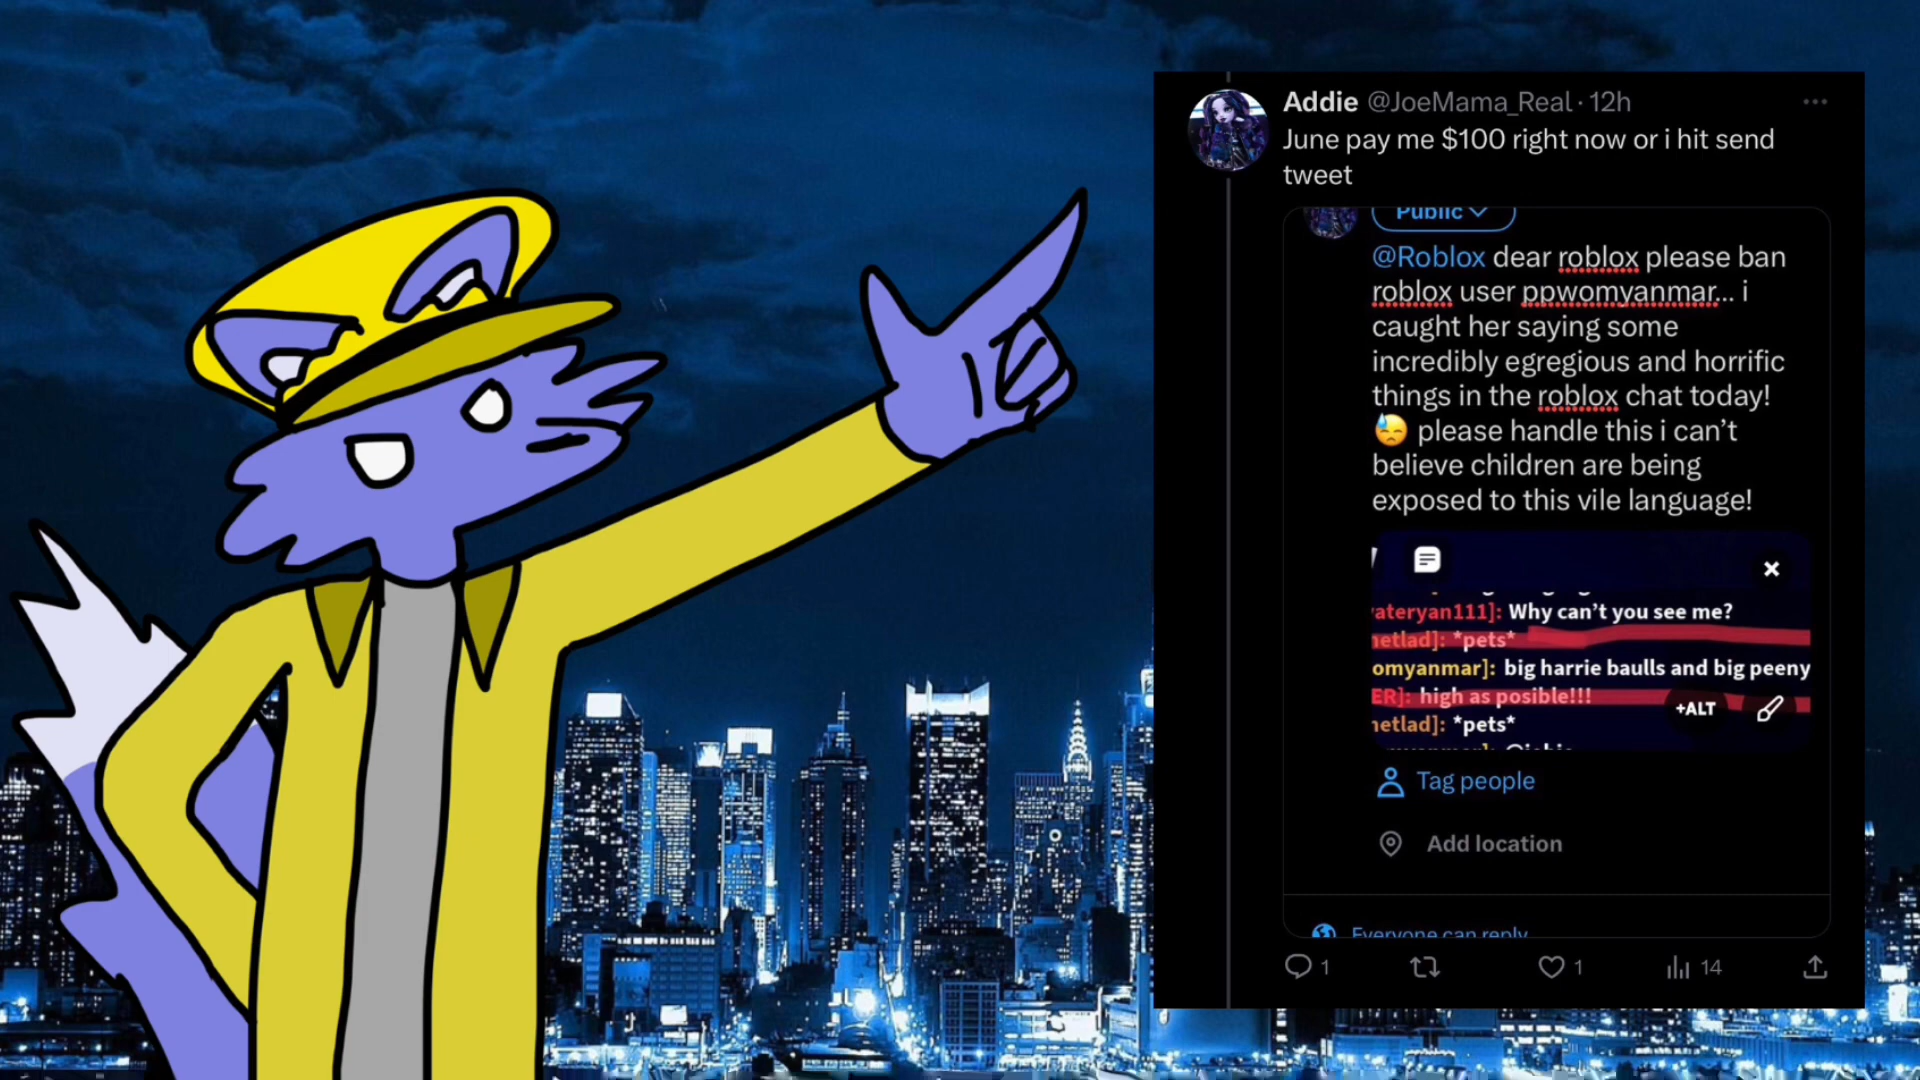 Addie @JoeMama_Real · 12h
June pay me $100 right now or i hit send
tweet
Public
@Roblox dear roblox please ban
roblox user ppwomyanmar... i
caught her saying some
incredibly egregious and horrific
things in the roblox chat today!
😓 please handle this i can't
believe children are being
exposed to this vile language!
ateryan111]: Why can't you see me?
netlad]: *pets*
omyanmar]: big harrie baulls and big peeny
ER]: high as posible!!!
+ALT
netlad]: *pets*
Tag people
Add location
Everyone can reply
1 1 14